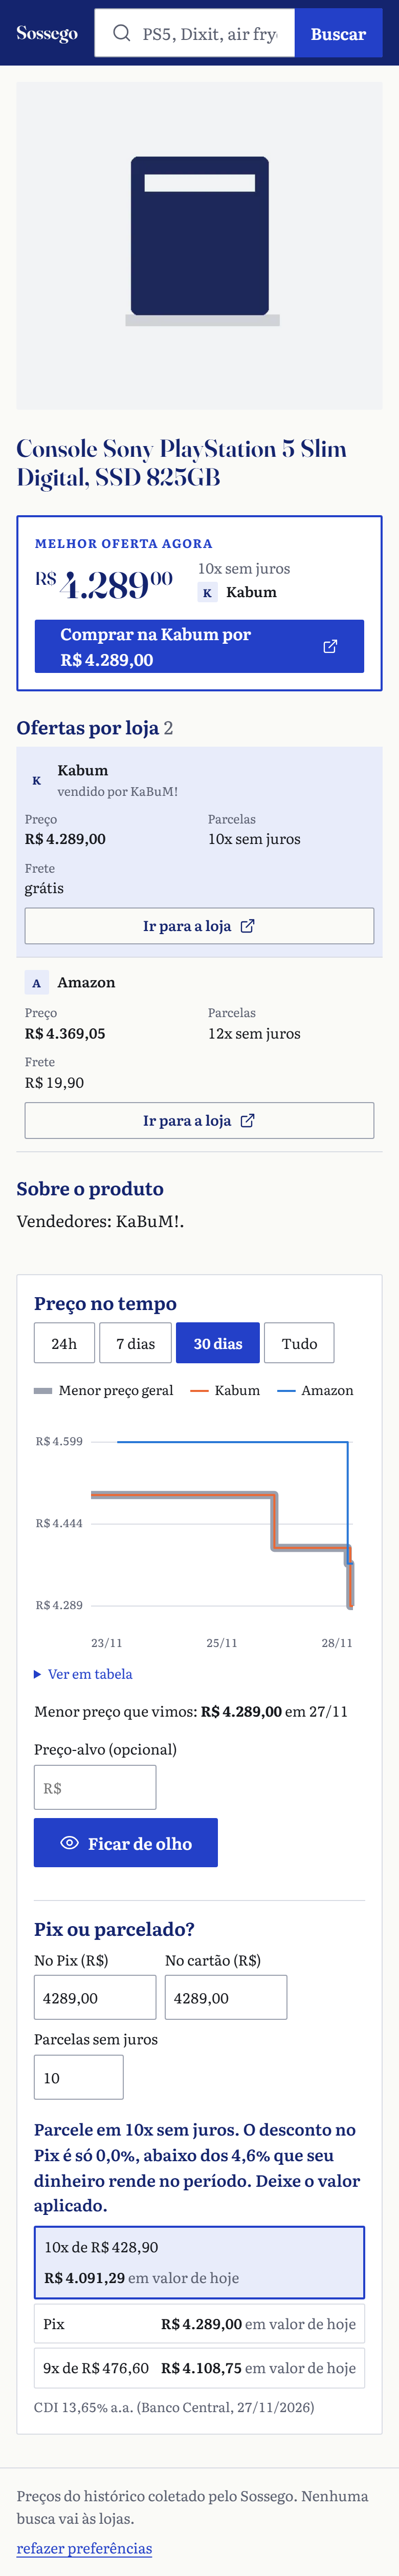 Sossego
PS5, Dixit, air fry
Buscar
Console Sony PlayStation 5 Slim
Digital, SSD 825GB
MELHOR OFERTA AGORA
R$ 4.28900
10x sem juros
K Kabum
Comprar na Kabum por
R$ 4.289,00
Ofertas por loja 2
K Kabum
vendido por KaBuM!
Preço Parcelas
R$ 4.289,00 10x sem juros
Frete
grátis
Ir para a loja
A Amazon
Preço Parcelas
R$ 4.369,05 12x sem juros
Frete
R$ 19,90
Ir para a loja
Sobre o produto
Vendedores: KaBuM!.
Preço no tempo
24h 7 dias 30 dias Tudo
Menor preço geral Kabum Amazon
R$ 4.599
R$ 4.444
R$ 4.289
23/11 25/11 28/11
Ver em tabela
Menor preço que vimos: R$ 4.289,00 em 27/11
Preço-alvo (opcional)
R$
Ficar de olho
Pix ou parcelado?
No Pix (R$) No cartão (R$)
4289,00 4289,00
Parcelas sem juros
10
Parcele em 10x sem juros. O desconto no
Pix é só 0,0%, abaixo dos 4,6% que seu
dinheiro rende no período. Deixe o valor
aplicado.
10x de R$ 428,90
R$ 4.091,29 em valor de hoje
Pix R$ 4.289,00 em valor de hoje
9x de R$ 476,60 R$ 4.108,75 em valor de hoje
CDI 13,65% a.a. (Banco Central, 27/11/2026)
Preços do histórico coletado pelo Sossego. Nenhuma
busca vai às lojas.
refazer preferências